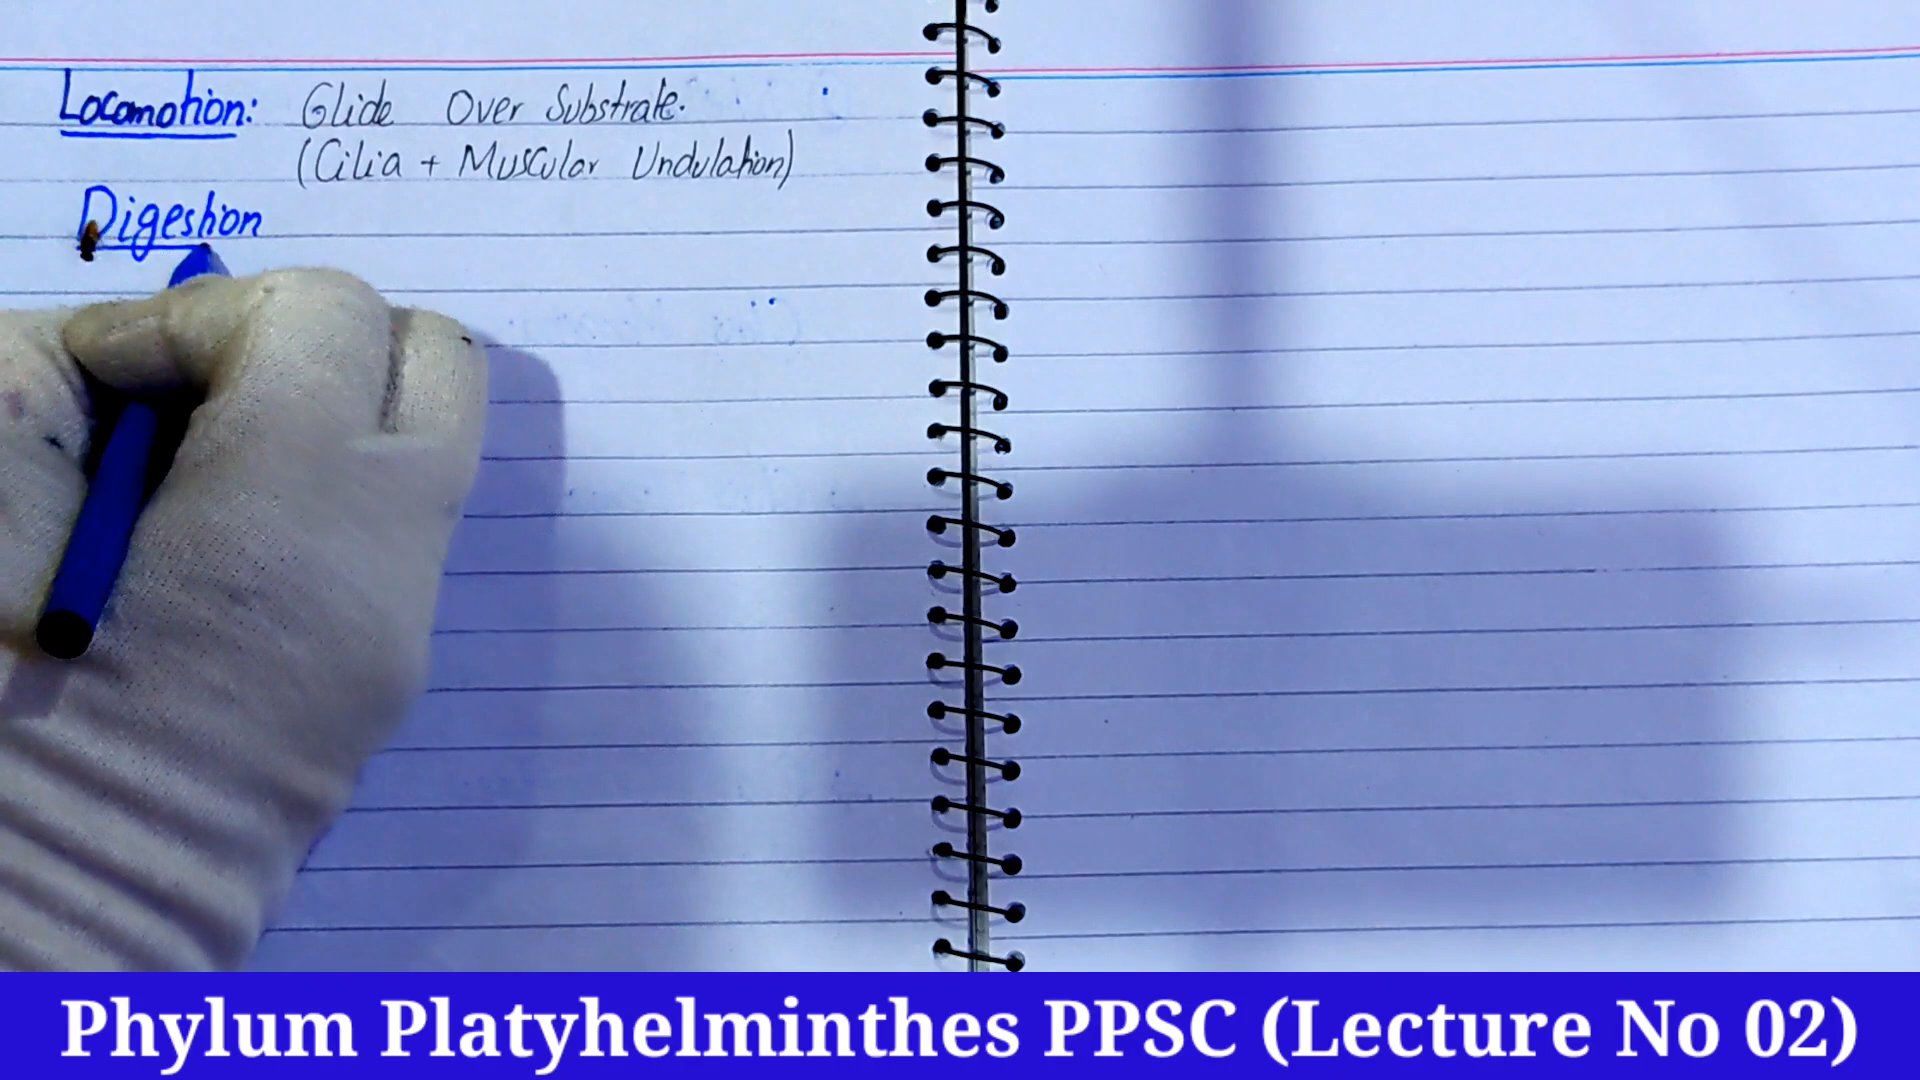 Locomotion: Glide Over Substrate.
(Cilia + Muscular Undulation)
Digestion
Phylum Platyhelminthes PPSC (Lecture No 02)